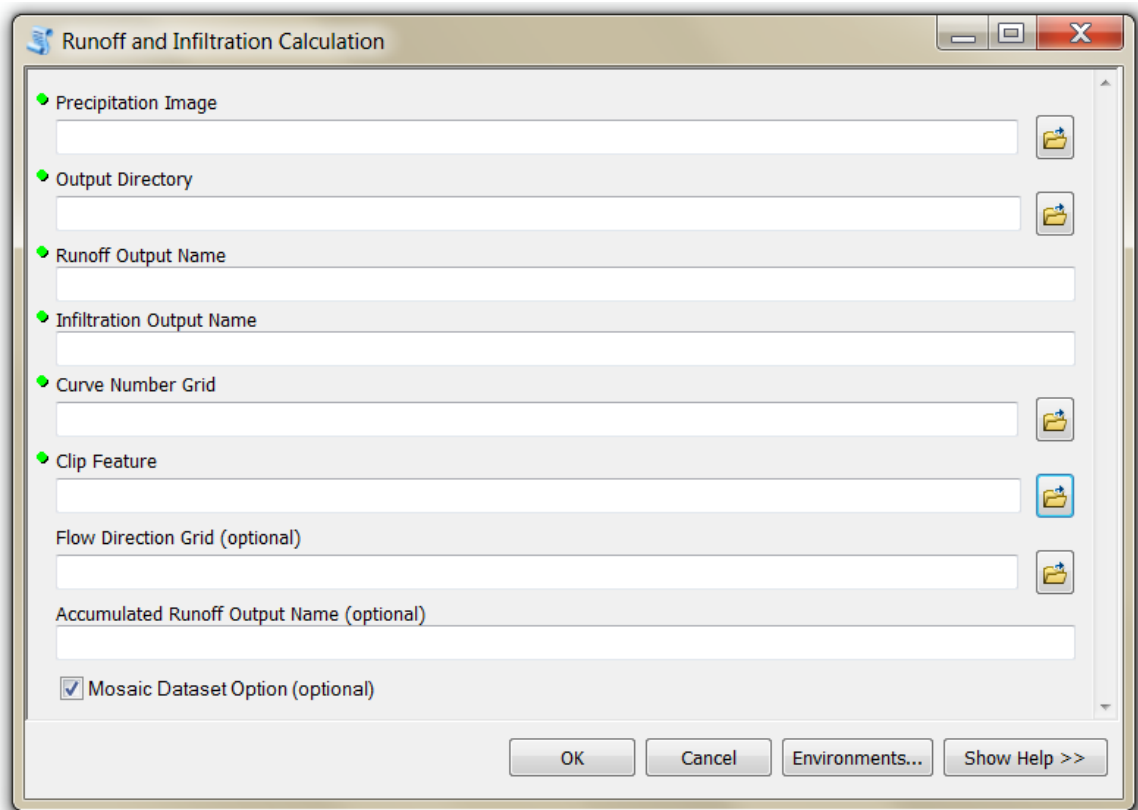 Runoff and Infiltration Calculation
Precipitation Image
Output Directory
Runoff Output Name
Infiltration Output Name
Curve Number Grid
Clip Feature
Flow Direction Grid (optional)
Accumulated Runoff Output Name (optional)
Mosaic Dataset Option (optional)
OK Cancel Environments... Show Help >>